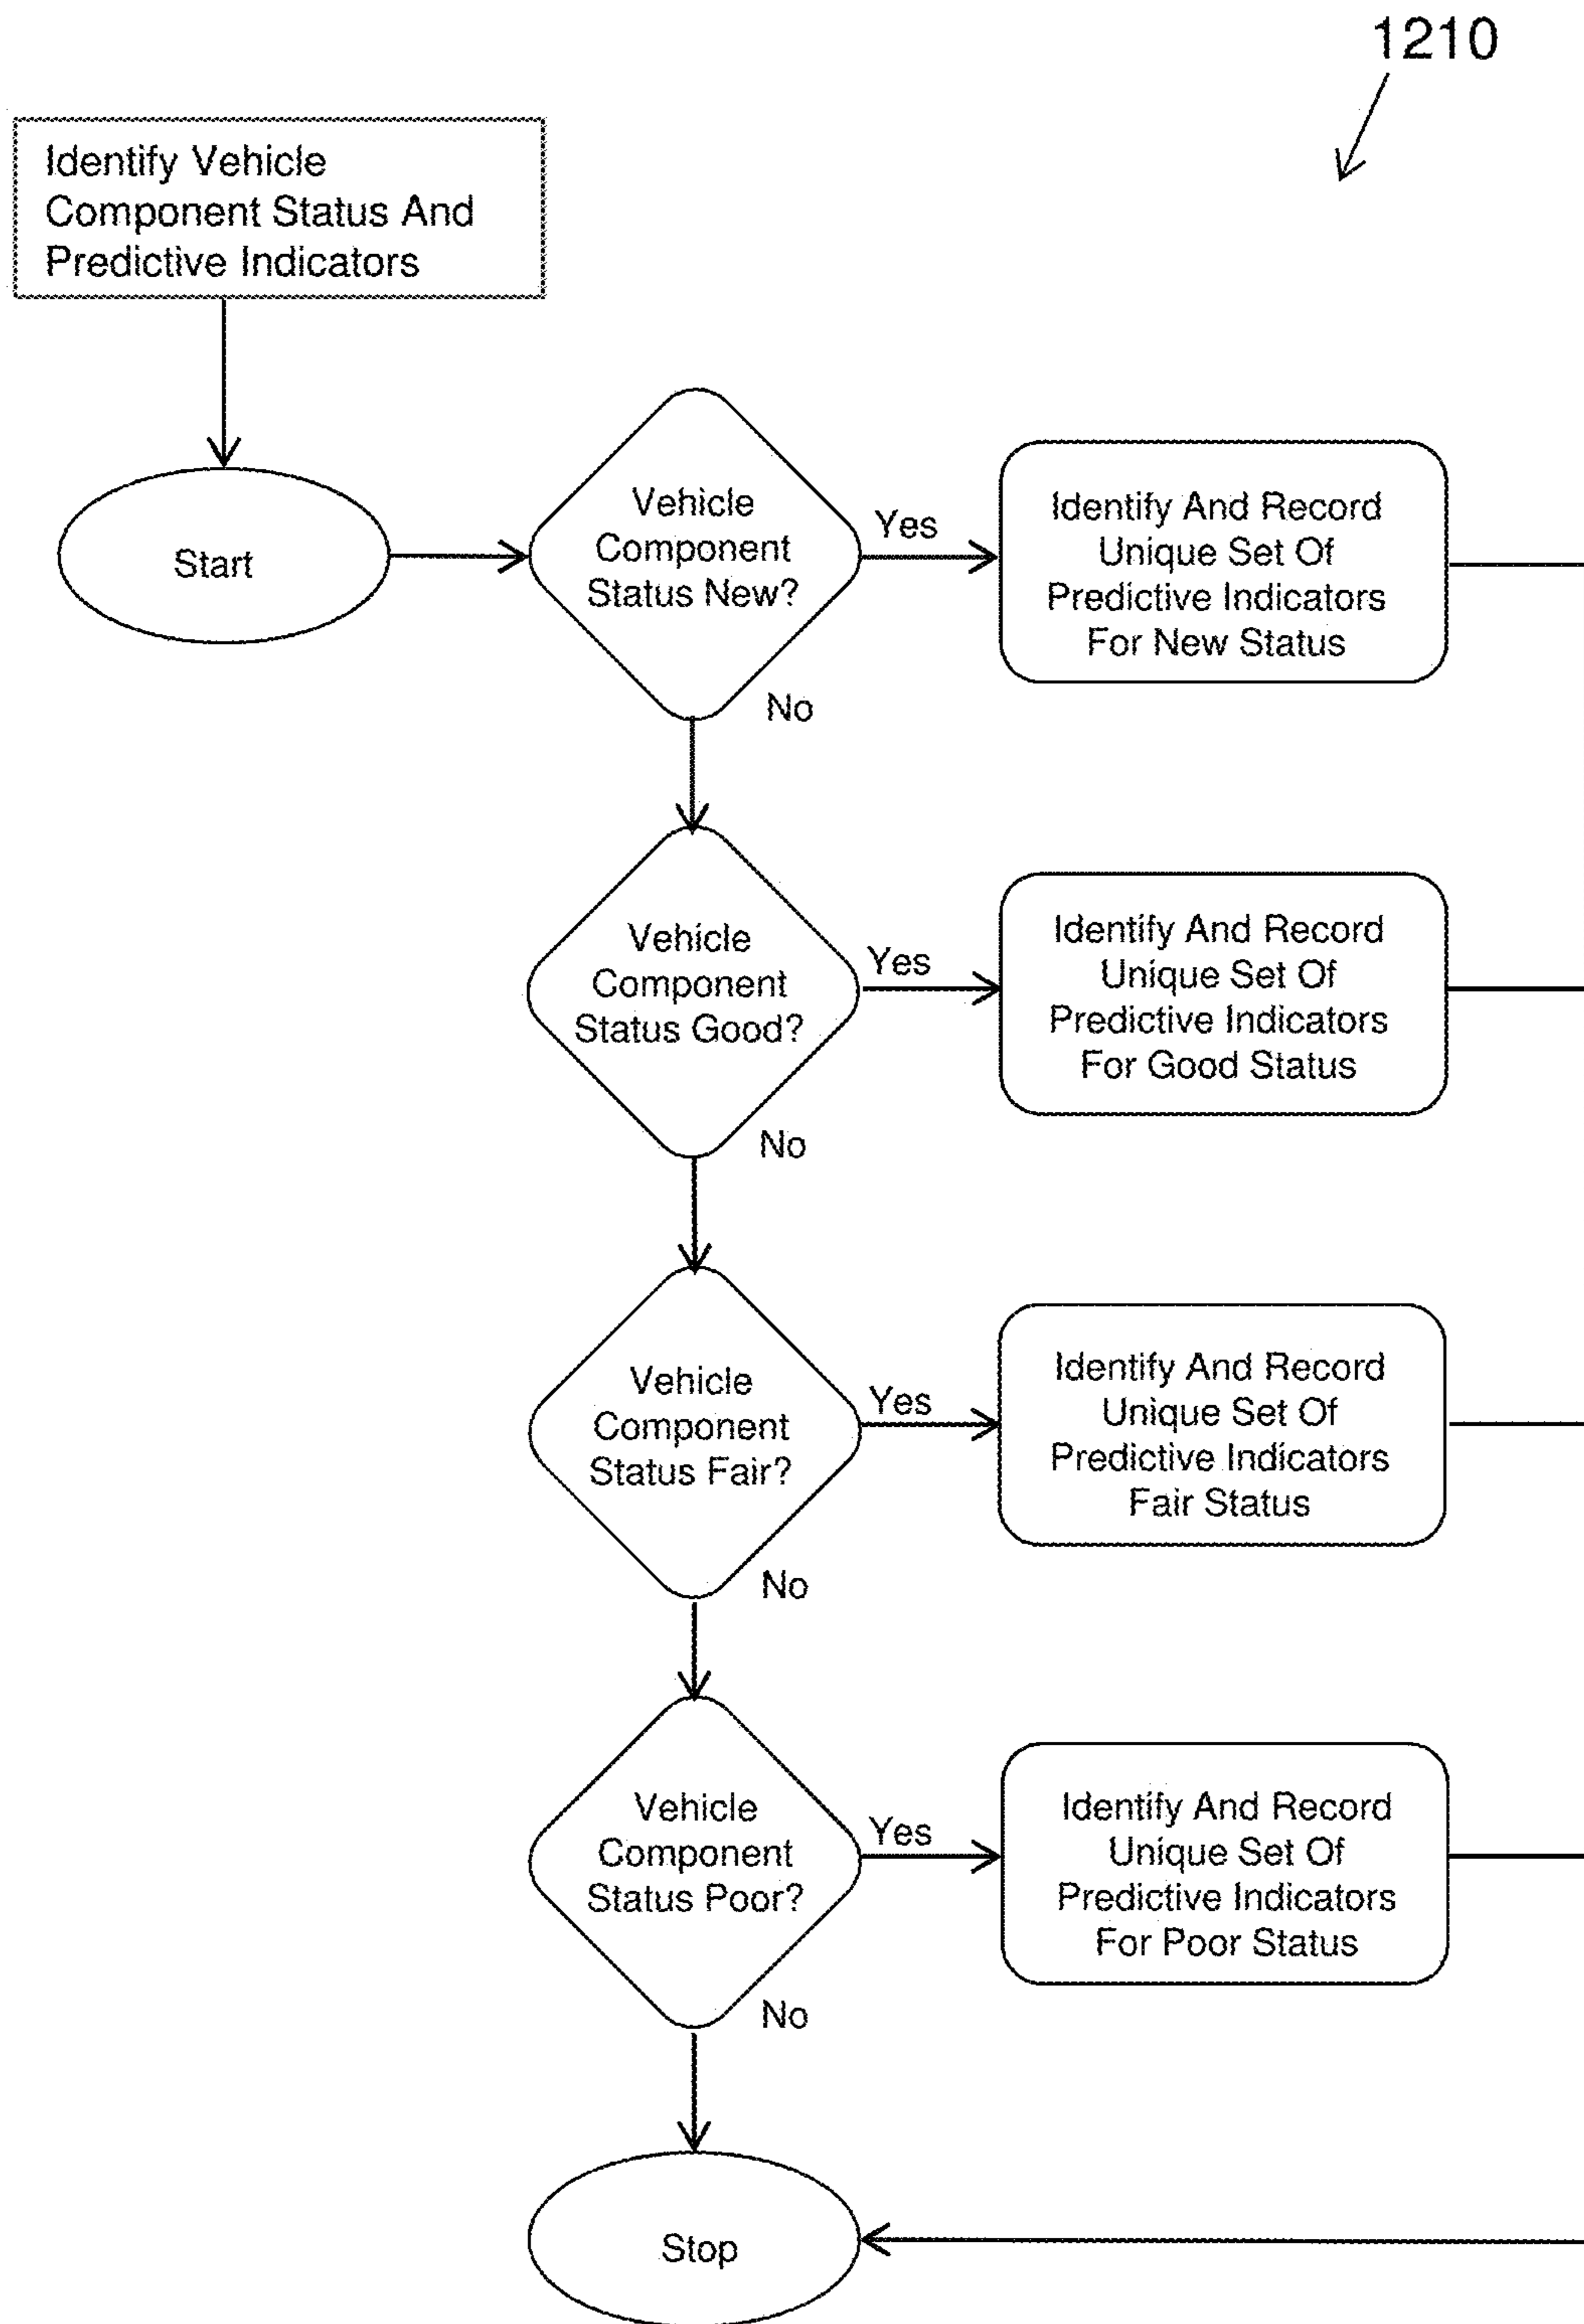 1210
Identify Vehicle
Component Status And
Predictive Indicators
Start
Vehicle
Component
Status New?
Yes
Identify And Record
Unique Set Of
Predictive Indicators
For New Status
No
Vehicle
Component
Status Good?
Yes
Identify And Record
Unique Set Of
Predictive Indicators
For Good Status
No
Vehicle
Component
Status Fair?
Yes
Identify And Record
Unique Set Of
Predictive Indicators
Fair Status
No
Vehicle
Component
Status Poor?
Yes
Identify And Record
Unique Set Of
Predictive Indicators
For Poor Status
No
Stop